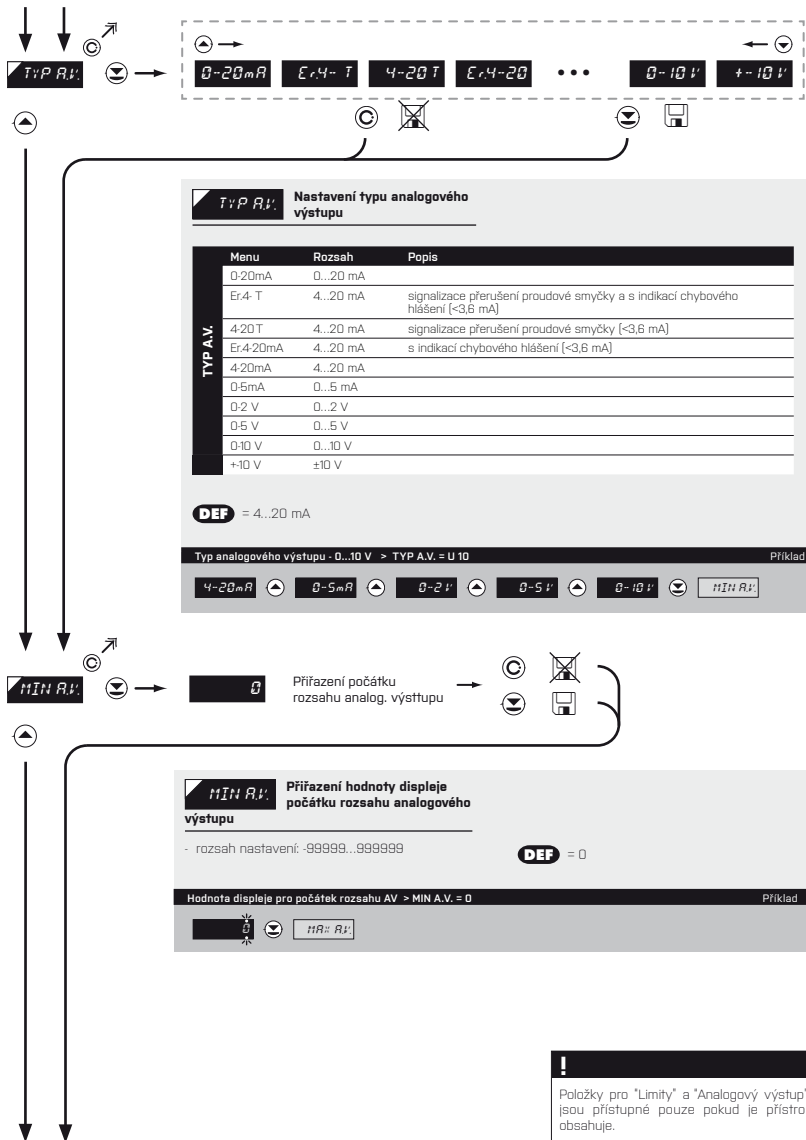 TYP A.V.
0-20mA Er.4- T 4-20 T Er.4-20 ••• 0-10 V +-10 V
TYP A.V. Nastavení typu analogového
výstupu
Menu Rozsah Popis
TYP A.V.
0-20mA 0...20 mA
Er.4- T 4...20 mA signalizace přerušení proudové smyčky a s indikací chybového
hlášení (<3,6 mA)
4-20 T 4...20 mA signalizace přerušení proudové smyčky (<3,6 mA)
Er.4-20mA 4...20 mA s indikací chybového hlášení (<3,6 mA)
4-20mA 4...20 mA
0-5mA 0...5 mA
0-2 V 0...2 V
0-5 V 0...5 V
0-10 V 0...10 V
+-10 V ±10 V
DEF = 4...20 mA
Typ analogového výstupu - 0...10 V > TYP A.V. = U 10 Příklad
4-20mA 0-5mA 0-2 V 0-5 V 0-10 V MIN A.V.
MIN A.V. 0 Přiřazení počátku
rozsahu analog. výsttupu
MIN A.V. Přiřazení hodnoty displeje
počátku rozsahu analogového
výstupu
- rozsah nastavení: -99999...999999 DEF = 0
Hodnota displeje pro počátek rozsahu AV > MIN A.V. = 0 Příklad
0 MAX A.V.
!
Položky pro "Limity" a "Analogový výstup"
jsou přístupné pouze pokud je přístro
obsahuje.